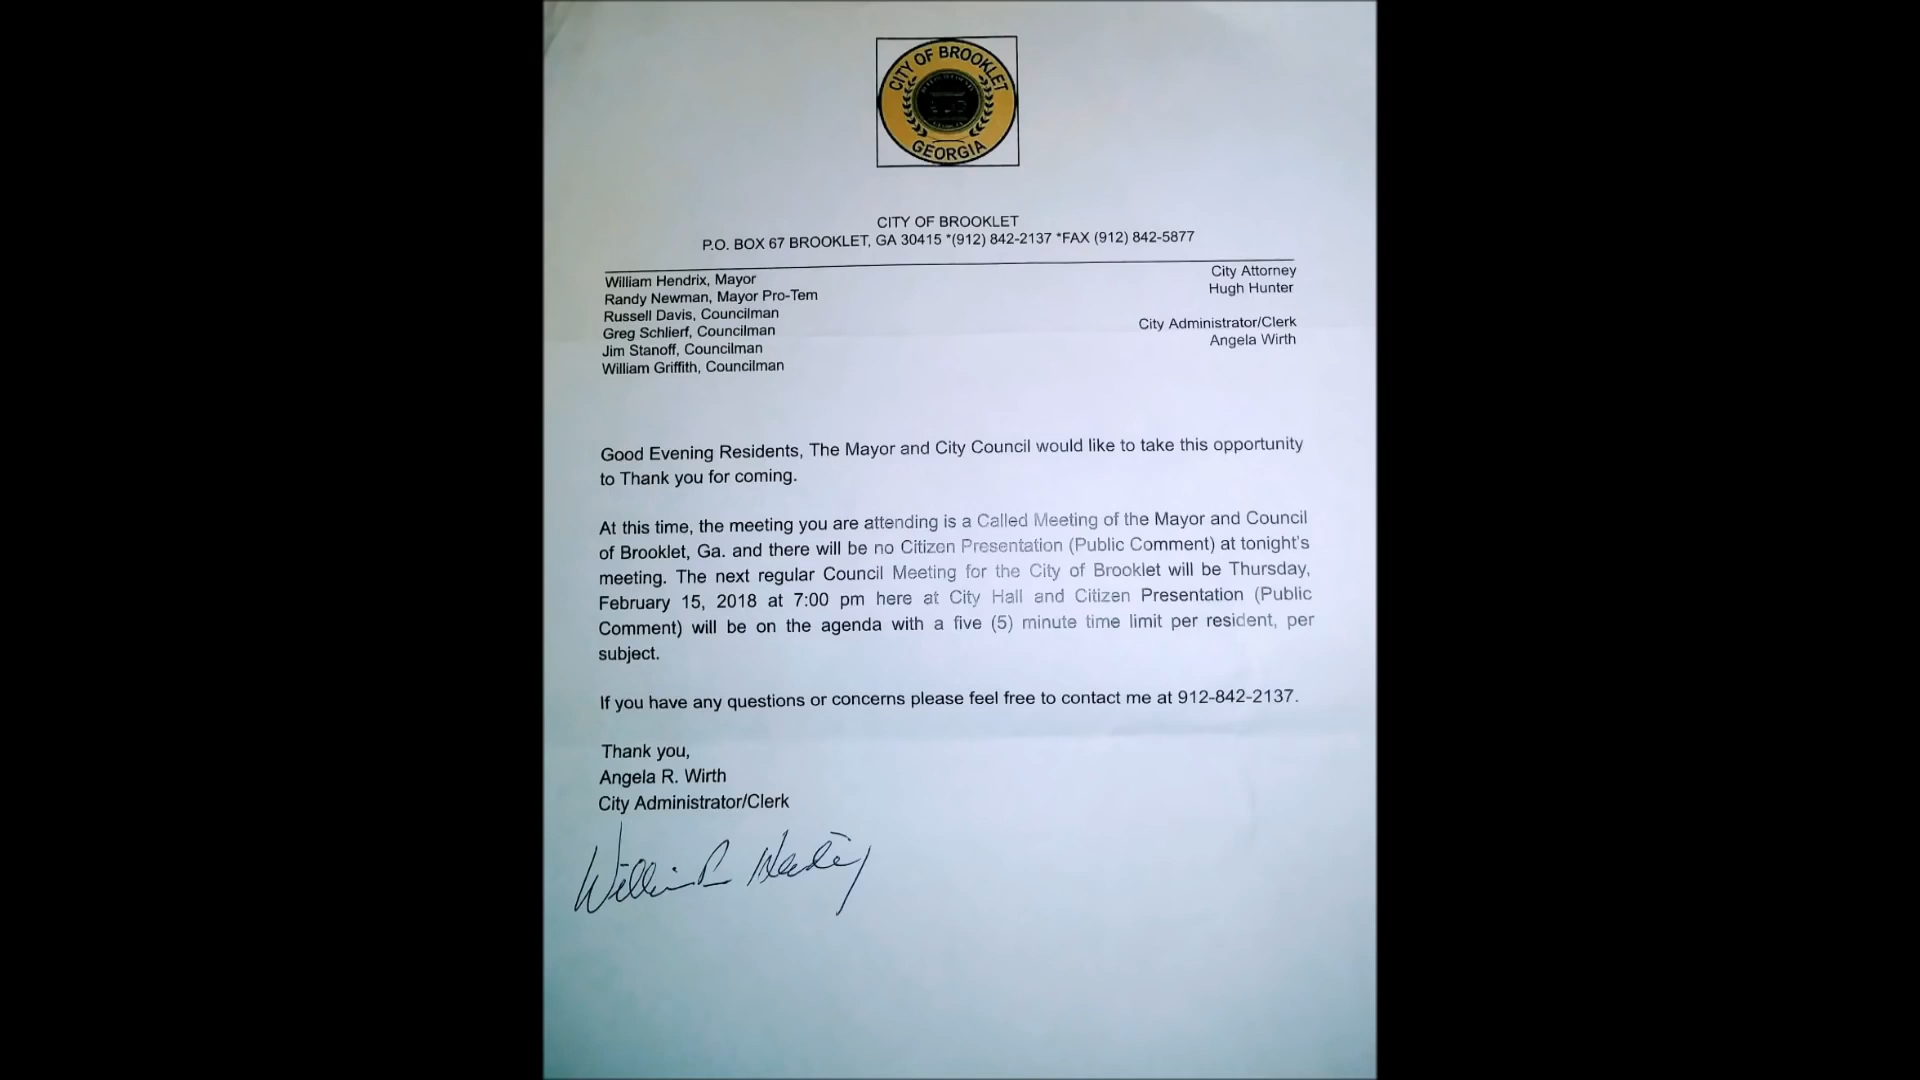 CITY OF BROOKLET
GEORGIA
CITY OF BROOKLET
P.O. BOX 67 BROOKLET, GA 30415 *(912) 842-2137 *FAX (912) 842-5877
William Hendrix, Mayor
Randy Newman, Mayor Pro-Tem
Russell Davis, Councilman
Greg Schlierf, Councilman
Jim Stanoff, Councilman
William Griffith, Councilman
City Attorney
Hugh Hunter
City Administrator/Clerk
Angela Wirth
Good Evening Residents, The Mayor and City Council would like to take this opportunity
to Thank you for coming.
At this time, the meeting you are attending is a Called Meeting of the Mayor and Council
of Brooklet, Ga. and there will be no Citizen Presentation (Public Comment) at tonight's
meeting. The next regular Council Meeting for the City of Brooklet will be Thursday,
February 15, 2018 at 7:00 pm here at City Hall and Citizen Presentation (Public
Comment) will be on the agenda with a five (5) minute time limit per resident, per
subject.
If you have any questions or concerns please feel free to contact me at 912-842-2137.
Thank you,
Angela R. Wirth
City Administrator/Clerk